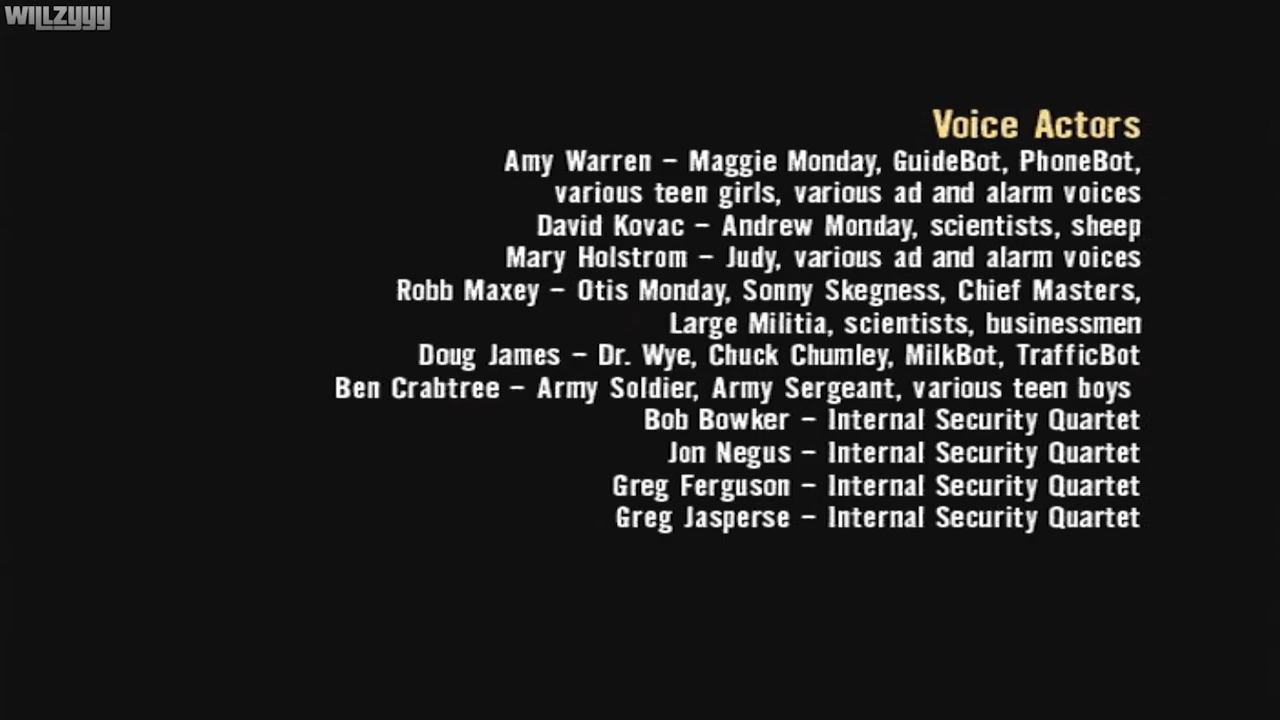 WILLZYYY
Voice Actors
Amy Warren – Maggie Monday, GuideBot, PhoneBot,
various teen girls, various ad and alarm voices
David Kovac – Andrew Monday, scientists, sheep
Mary Holstrom – Judy, various ad and alarm voices
Robb Maxey – Otis Monday, Sonny Skegness, Chief Masters,
Large Militia, scientists, businessmen
Doug James – Dr. Wye, Chuck Chumley, MilkBot, TrafficBot
Ben Crabtree – Army Soldier, Army Sergeant, various teen boys
Bob Bowker – Internal Security Quartet
Jon Negus – Internal Security Quartet
Greg Ferguson – Internal Security Quartet
Greg Jasperse – Internal Security Quartet